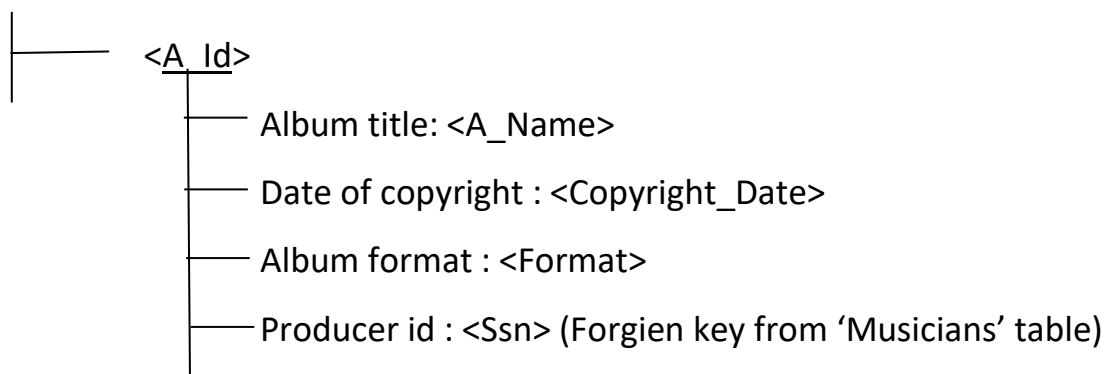 <A_Id>
Album title: <A_Name>
Date of copyright : <Copyright_Date>
Album format : <Format>
Producer id : <Ssn> (Forgien key from ‘Musicians’ table)